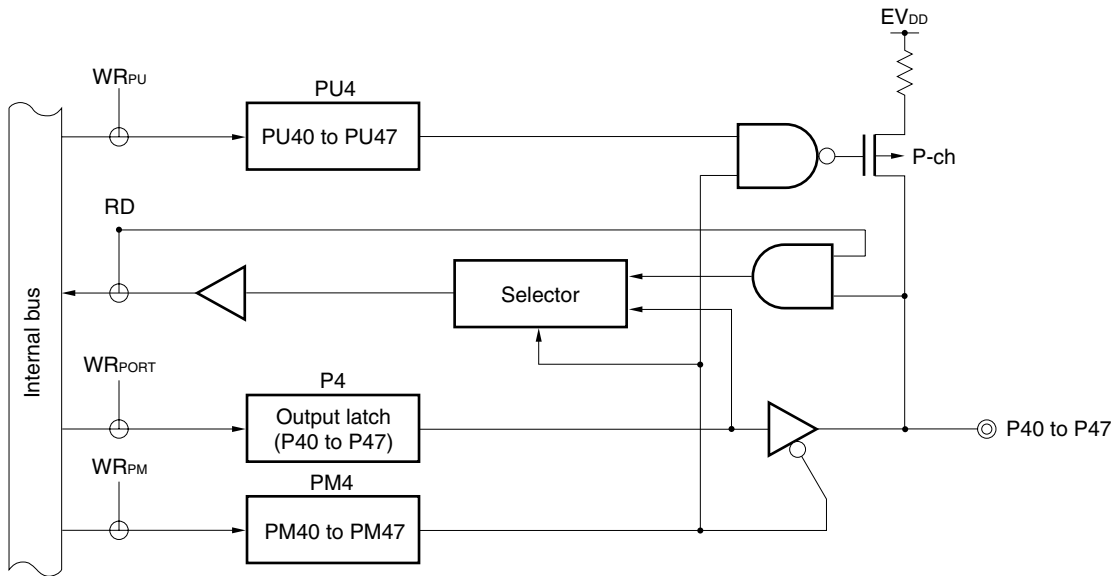 EVDD
WRPU
PU4
PU40 to PU47
P-ch
RD
Selector
Internal bus
WRPORT
P4
Output latch
(P40 to P47)
P40 to P47
WRPM
PM4
PM40 to PM47